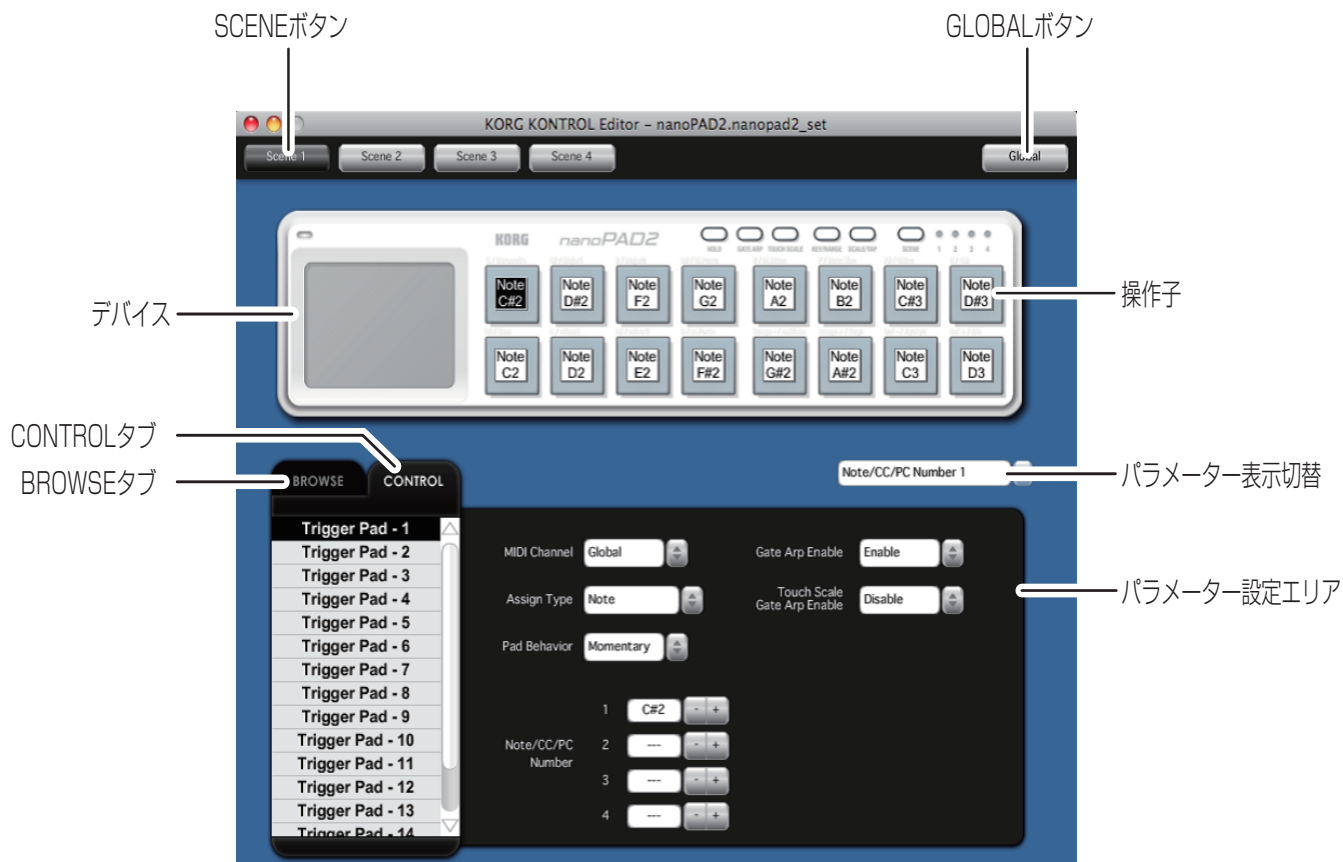 SCENEボタン
GLOBALボタン
KORG KONTROL Editor – nanoPAD2.nanopad2_set
Scene 1
Scene 2
Scene 3
Scene 4
Global
KORG
nanoPAD2
HOLD
GATE ARP
TOUCH SCALE
KEY/RANGE
SCALE/TAP
SCENE
1
2
3
4
デバイス
操作子
Note C#2
Note D#2
Note F2
Note G2
Note A2
Note B2
Note C#3
Note D#3
Note C2
Note D2
Note E2
Note F#2
Note G#2
Note A#2
Note C3
Note D3
CONTROLタブ
BROWSEタブ
BROWSE
CONTROL
Note/CC/PC Number 1
パラメーター表示切替
Trigger Pad - 1
Trigger Pad - 2
Trigger Pad - 3
Trigger Pad - 4
Trigger Pad - 5
Trigger Pad - 6
Trigger Pad - 7
Trigger Pad - 8
Trigger Pad - 9
Trigger Pad - 10
Trigger Pad - 11
Trigger Pad - 12
Trigger Pad - 13
Trigger Pad - 14
MIDI Channel
Global
Gate Arp Enable
Enable
Assign Type
Note
Touch Scale
Gate Arp Enable
Disable
パラメーター設定エリア
Pad Behavior
Momentary
Note/CC/PC
Number
1 C#2 - +
2 --- - +
3 --- - +
4 --- - +